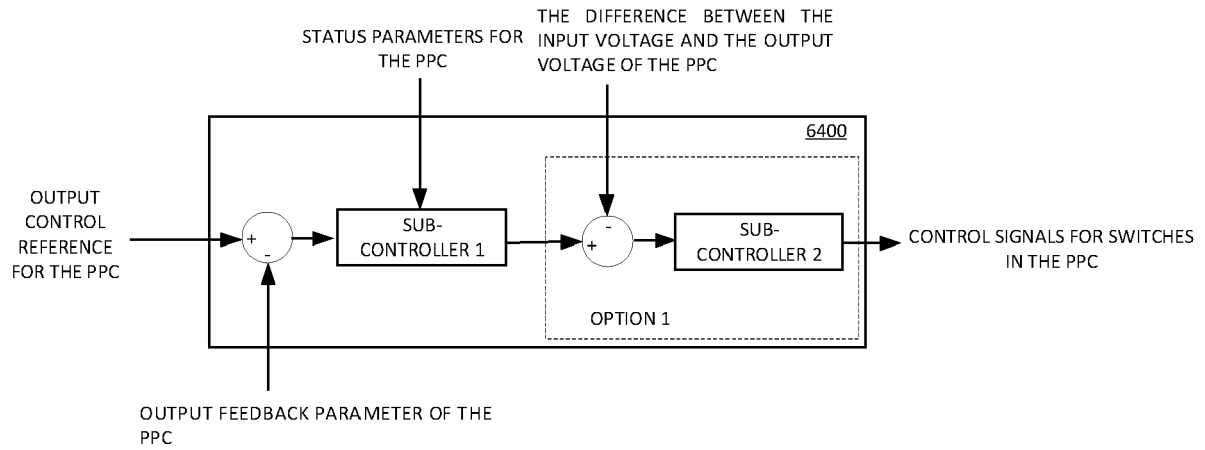 STATUS PARAMETERS FOR
THE PPC
THE DIFFERENCE BETWEEN THE
INPUT VOLTAGE AND THE OUTPUT
VOLTAGE OF THE PPC
6400
OUTPUT
CONTROL
REFERENCE
FOR THE PPC
+
-
SUB-
CONTROLLER 1
-
+
SUB-
CONTROLLER 2
CONTROL SIGNALS FOR SWITCHES
IN THE PPC
OPTION 1
OUTPUT FEEDBACK PARAMETER OF THE
PPC